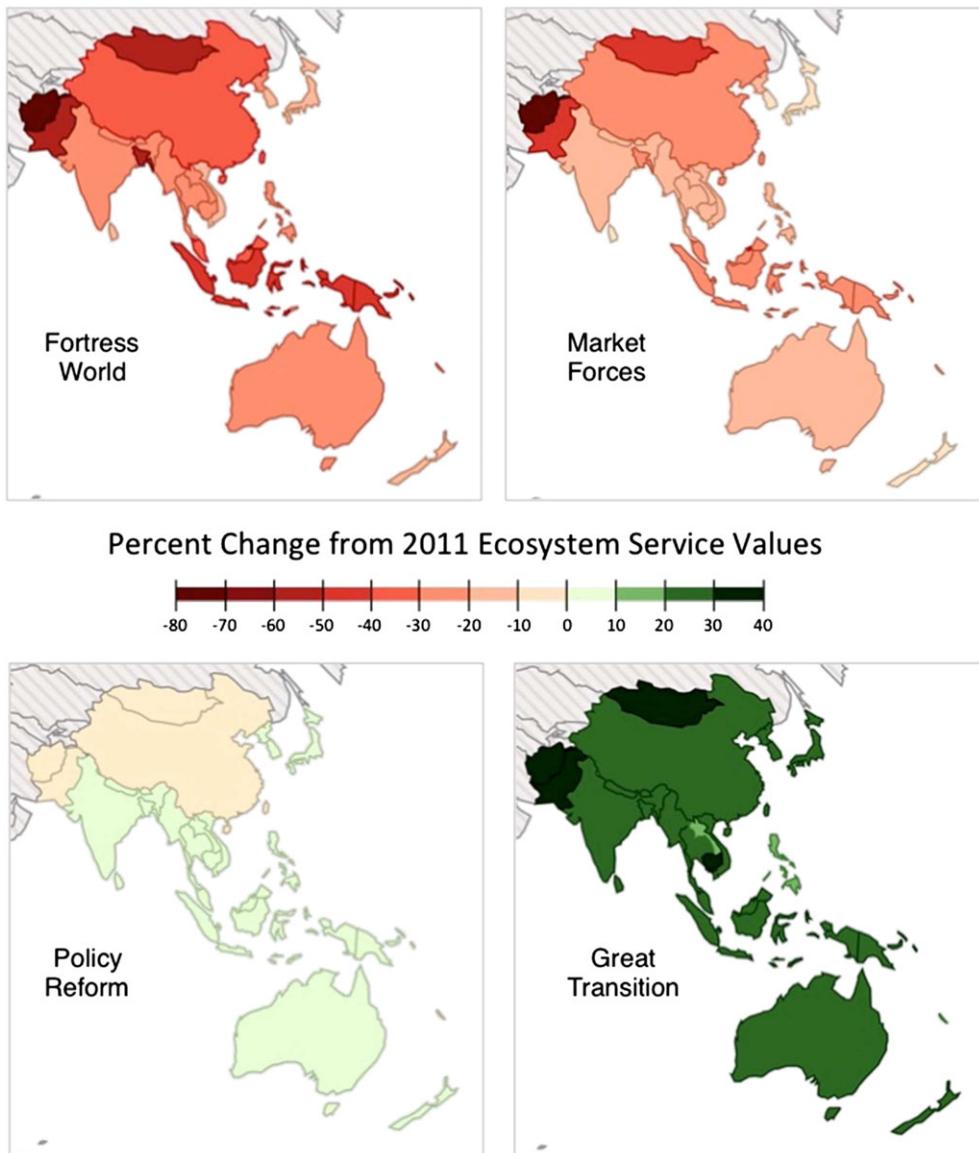 Fortress
World
Market
Forces
Percent Change from 2011 Ecosystem Service Values
-80 -70 -60 -50 -40 -30 -20 -10 0 10 20 30 40
Policy
Reform
Great
Transition